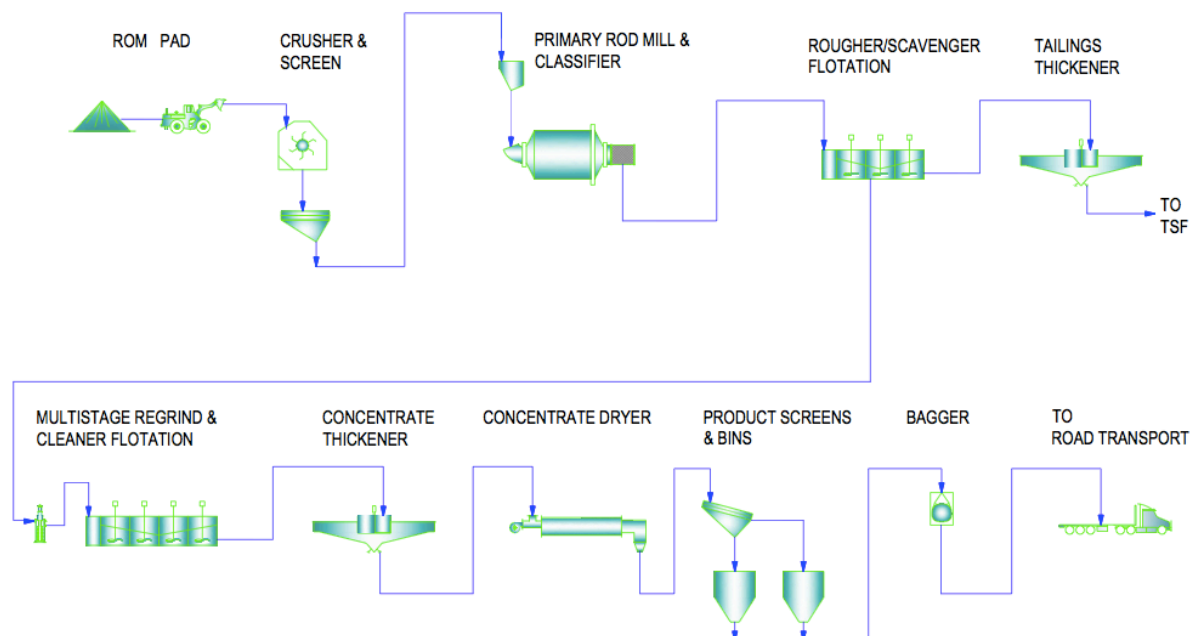 ROM PAD
CRUSHER &
SCREEN
PRIMARY ROD MILL &
CLASSIFIER
ROUGHER/SCAVENGER
FLOTATION
TAILINGS
THICKENER
TO
TSF
MULTISTAGE REGRIND &
CLEANER FLOTATION
CONCENTRATE
THICKENER
CONCENTRATE DRYER
PRODUCT SCREENS
& BINS
BAGGER
TO
ROAD TRANSPORT